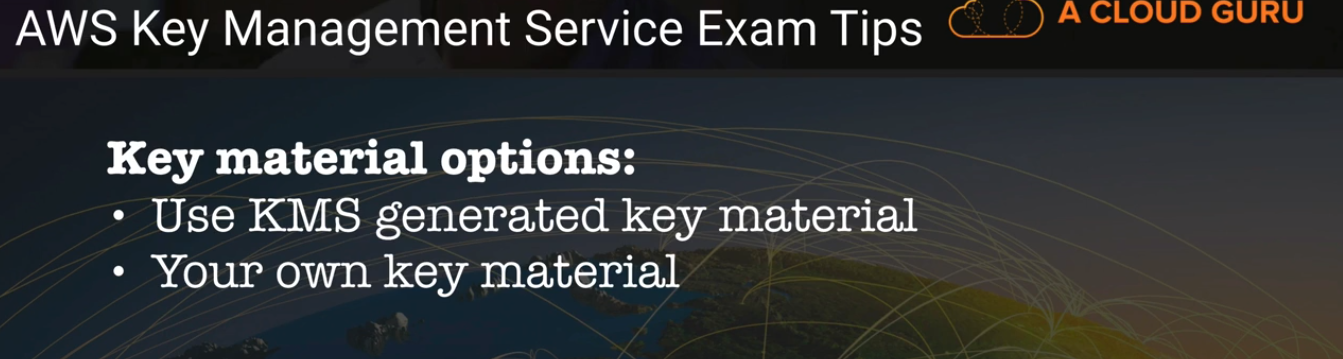 AWS Key Management Service Exam Tips
A CLOUD GURU
Key material options:
• Use KMS generated key material
• Your own key material